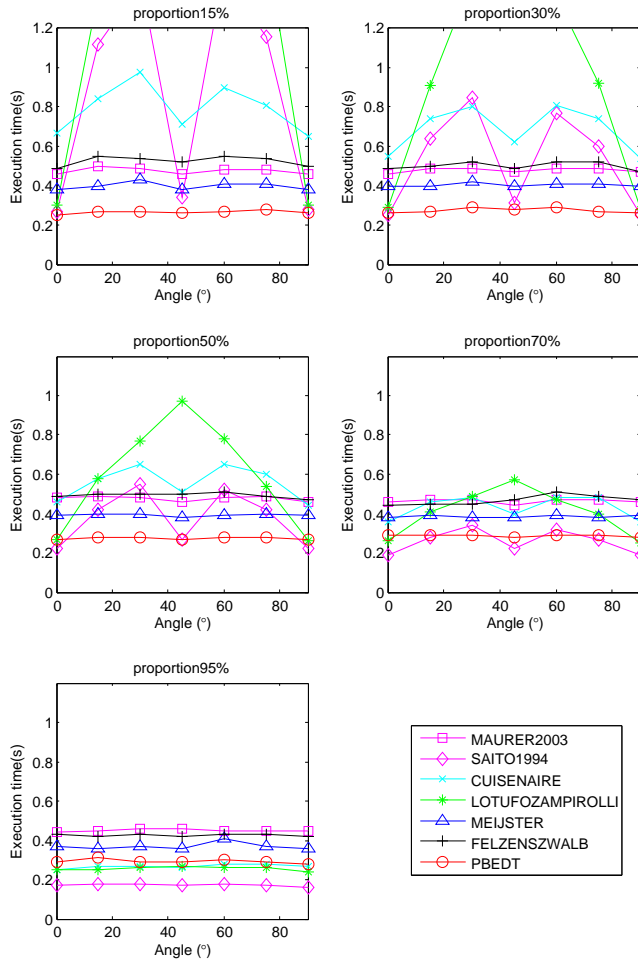 proportion15%
1.2
1
0.8
0.6
0.4
0.2
0
0 20 40 60 80
Angle (°)
Execution time(s)
proportion30%
1.2
1
0.8
0.6
0.4
0.2
0
0 20 40 60 80
Angle (°)
Execution time(s)
proportion50%
1
0.8
0.6
0.4
0.2
0
0 20 40 60 80
Angle (°)
Execution time(s)
proportion70%
1
0.8
0.6
0.4
0.2
0
0 20 40 60 80
Angle (°)
Execution time(s)
proportion95%
1
0.8
0.6
0.4
0.2
0
0 20 40 60 80
Angle (°)
Execution time(s)
MAURER2003
SAITO1994
CUISENAIRE
LOTUFOZAMPIROLLI
MEIJSTER
FELZENSZWALB
PBEDT